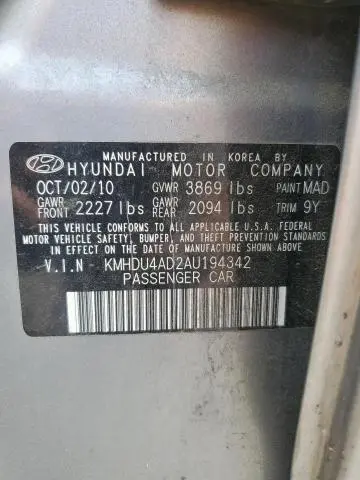 MANUFACTURED IN KOREA BY
HYUNDAI MOTOR COMPANY
OCT/02/10 GVWR 3869 lbs PAINT MAD
GAWR FRONT 2227 lbs GAWR REAR 2094 lbs TRIM 9Y
THIS VEHICLE CONFORMS TO ALL APPLICABLE U.S.A. FEDERAL
MOTOR VEHICLE SAFETY, BUMPER, AND THEFT
PREVENTION STANDARDS IN EFFECT ON THE DATE OF
MANUFACTURE SHOWN ABOVE.
V.I.N - KMHDU4AD2AU194342
PASSENGER CAR